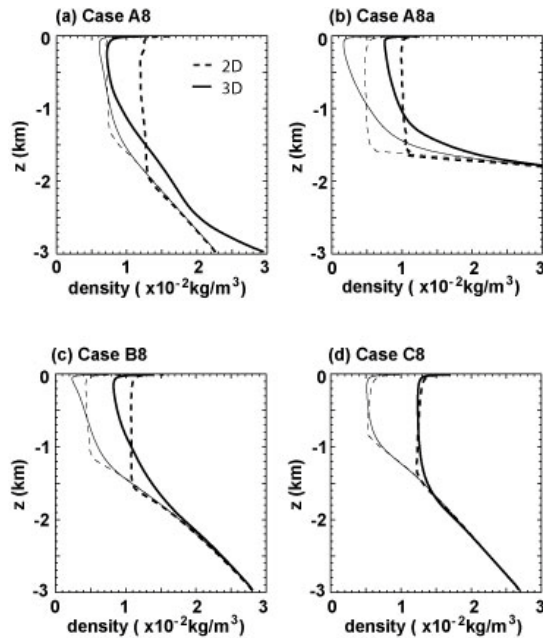 (a) Case A8
(b) Case A8a
0
-1
-2
-3
z (km)
2D
3D
0
-1
-2
-3
z (km)
0 1 2 3
density ( x10⁻²kg/m³)
0 1 2 3
density ( x10⁻²kg/m³)
(c) Case B8
(d) Case C8
0
-1
-2
-3
z (km)
0
-1
-2
-3
z (km)
0 1 2 3
density ( x10⁻²kg/m³)
0 1 2 3
density ( x10⁻²kg/m³)